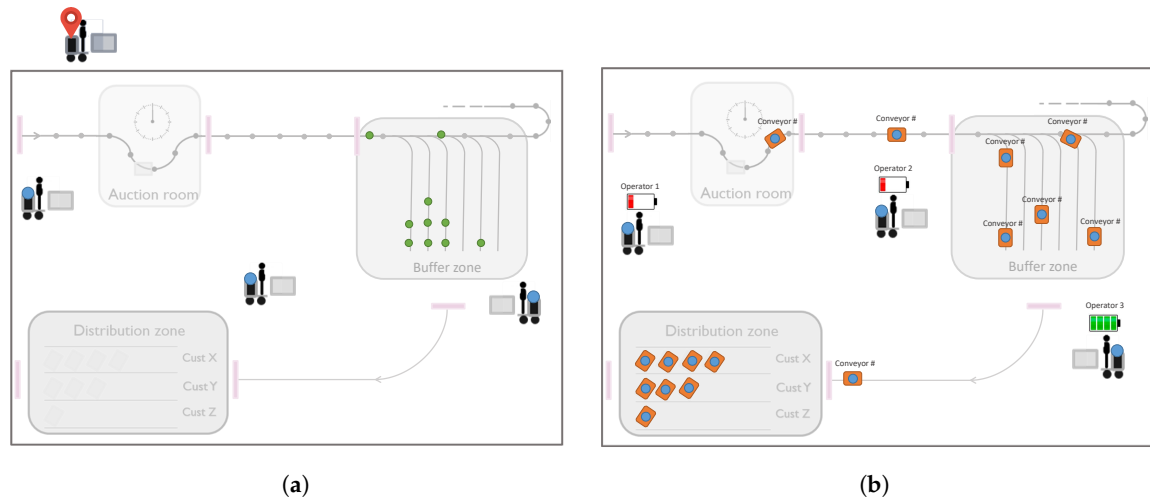 Auction room
Buffer zone
Distribution zone
Cust X
Cust Y
Cust Z
(a)
Conveyor #
Conveyor #
Conveyor #
Conveyor #
Auction room
Operator 1
Operator 2
Conveyor #
Conveyor #
Conveyor #
Buffer zone
Operator 3
Distribution zone
Cust X
Conveyor #
Cust Y
Cust Z
(b)